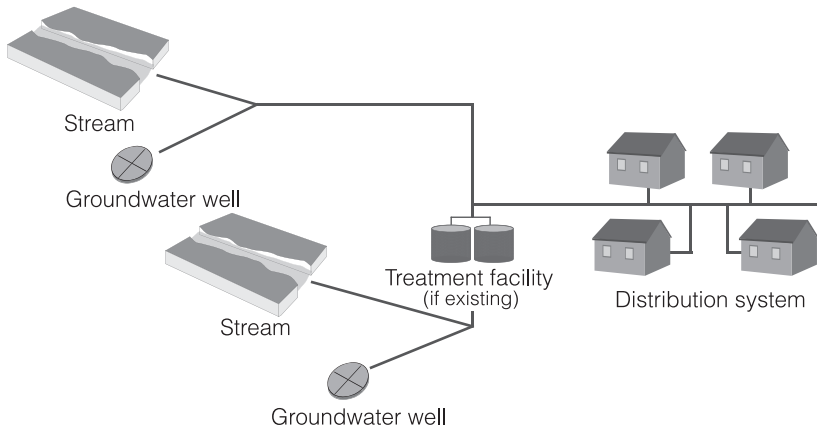 Stream
Groundwater well
Treatment facility
(if existing)
Distribution system
Stream
Groundwater well